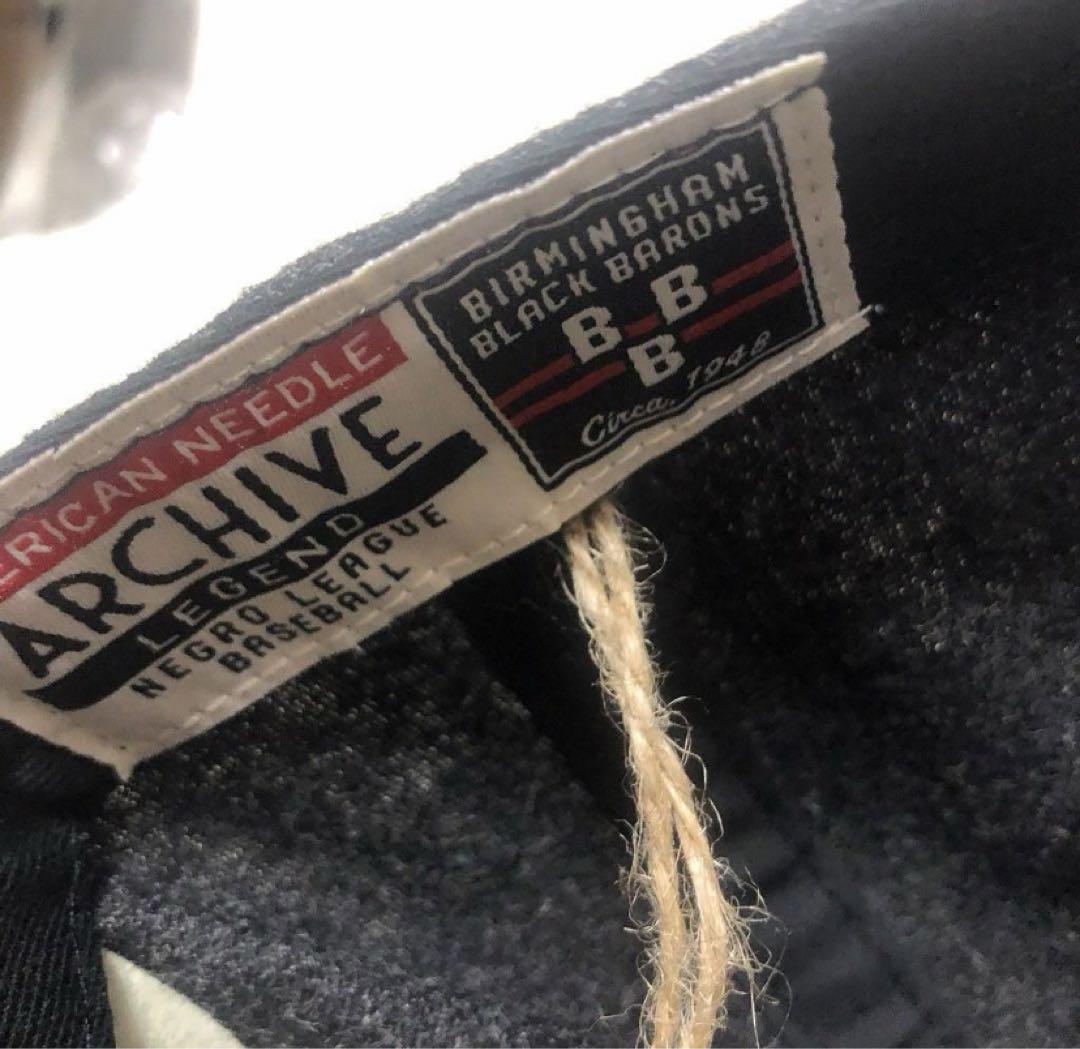 ERICAN NEEDLE
ARCHIVE
LEGEND
NEGRO LEAGUE
BASEBALL
BIRMINGHAM
BLACK BARONS
B B
B
Circa, 1948